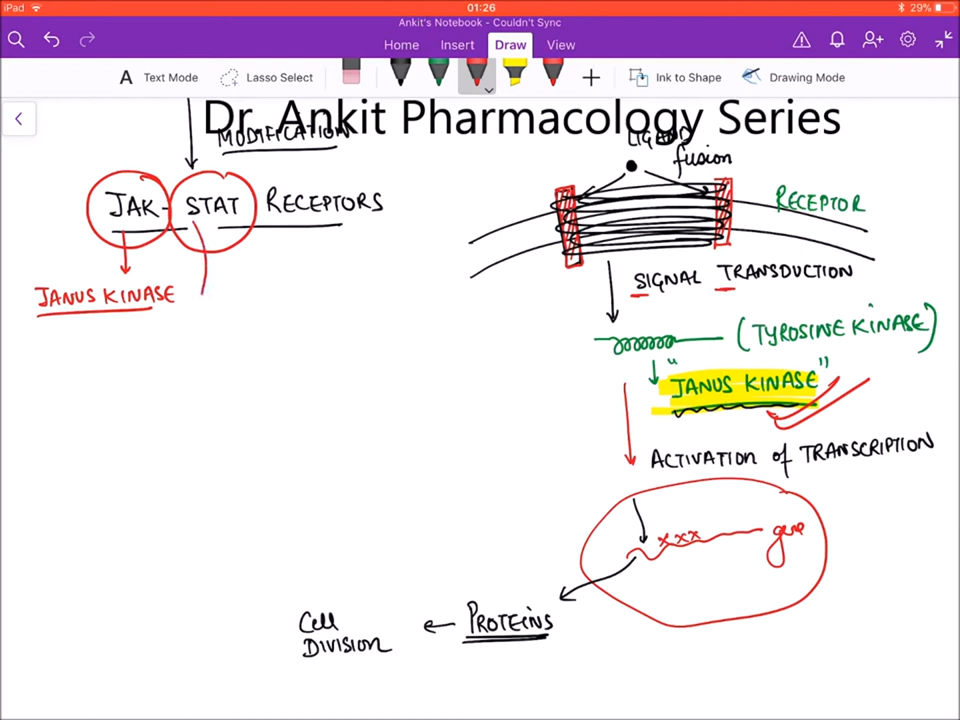 iPad
01:26
29%
Ankit's Notebook - Couldn't Sync
Home Insert Draw View
A Text Mode
Lasso Select
Ink to Shape
Drawing Mode
Dr. Ankit Pharmacology Series
MODIFICATION
LIGAND
fusion
JAK-STAT RECEPTORS
RECEPTOR
JANUS KINASE
SIGNAL TRANSDUCTION
(TYROSINE KINASE)
"JANUS KINASE"
ACTIVATION of TRANSCRIPTION
xxx gene
PROTEINS
Cell
DIVISION